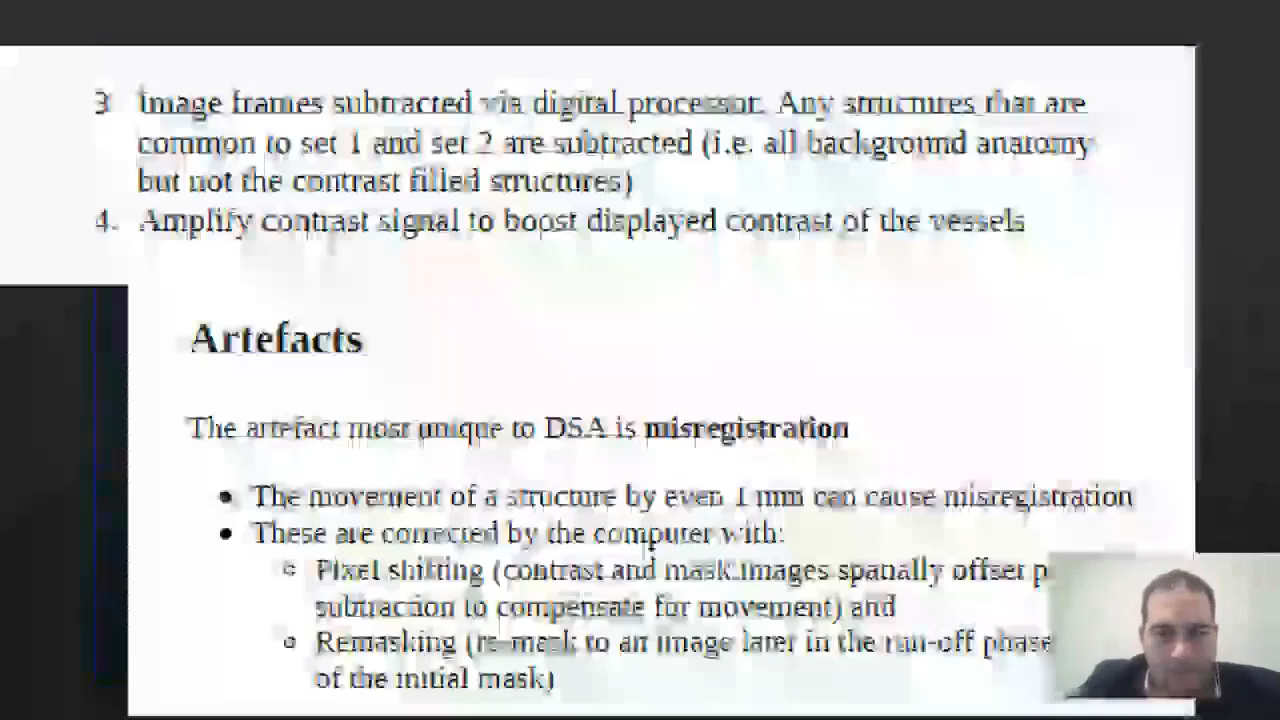 3 Image frames subtracted via digital processor. Any structures that are
common to set 1 and set 2 are subtracted (i.e. all background anatomy
but not the contrast filled structures)
4. Amplify contrast signal to boost displayed contrast of the vessels
Artefacts
The artefact most unique to DSA is misregistration
• The movement of a structure by even 1 mm can cause misregistration
• These are corrected by the computer with:
○ Pixel shifting (contrast and mask images spatially offset p
subtraction to compensate for movement) and
○ Remasking (re-mask to an image later in the run-off phase
of the initial mask)